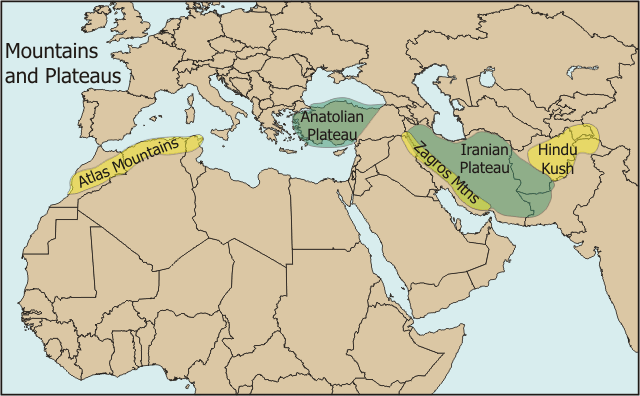 Mountains
and Plateaus
Anatolian
Plateau
Atlas Mountains
Zagros Mtns
Iranian
Plateau
Hindu
Kush